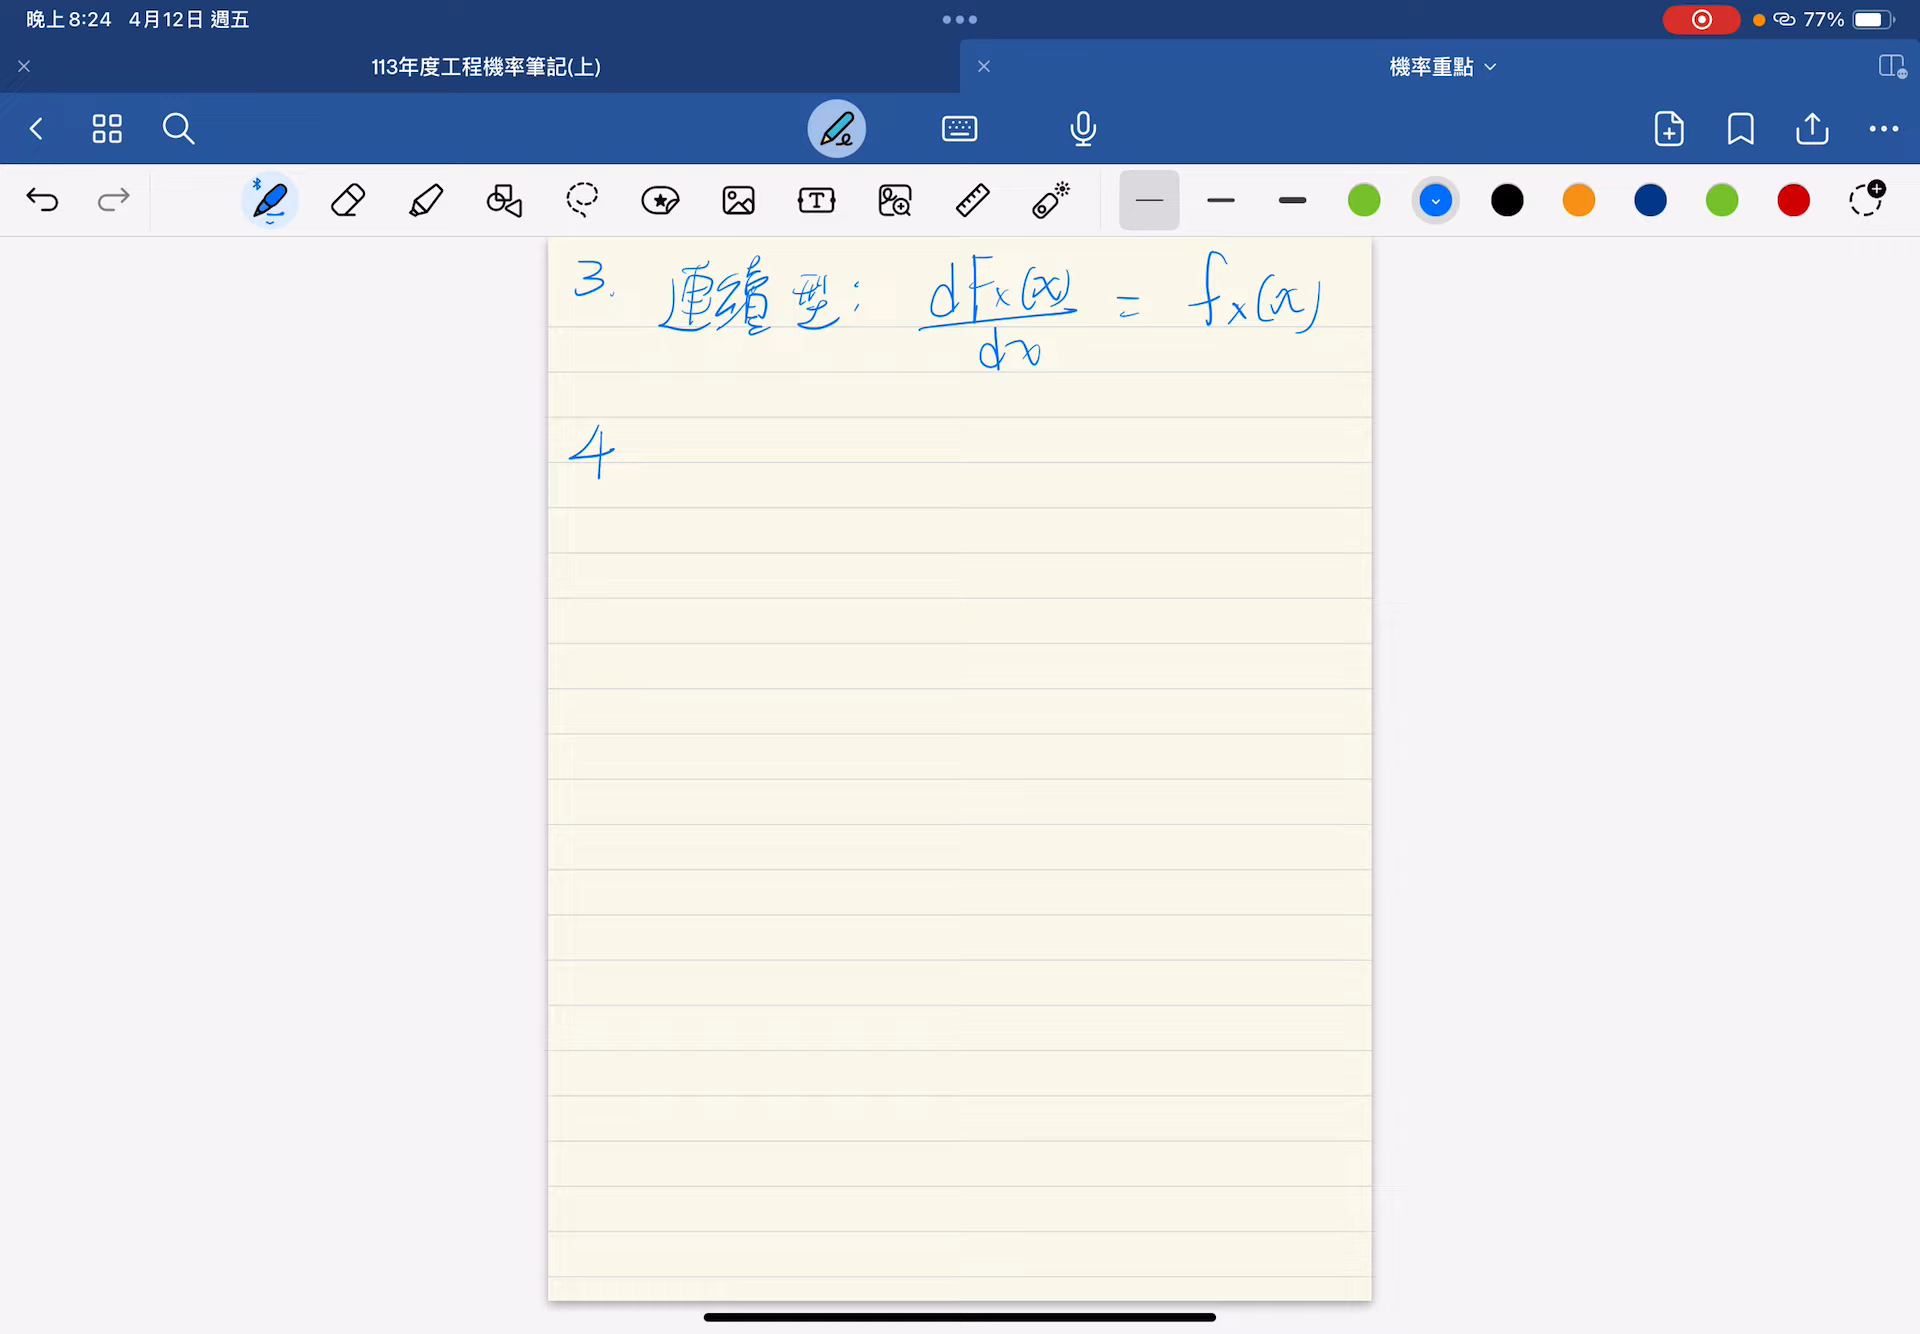 晚上8:24 4月12日 週五 77%
113年度工程機率筆記(上) 機率重點
3. 連續型: dFx(x)/dx = fx(x)
4